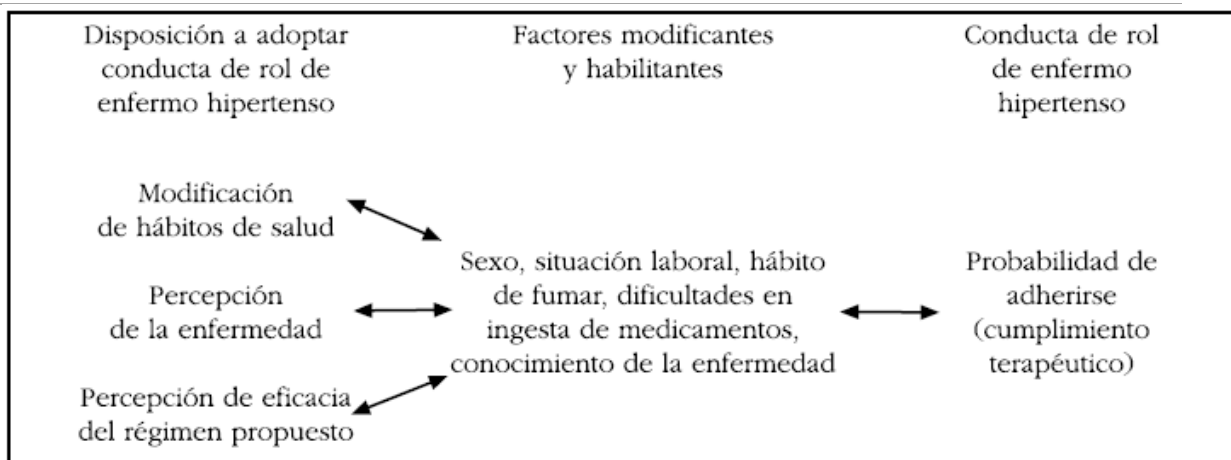 Disposición a adoptar
conducta de rol de
enfermo hipertenso
Factores modificantes
y habilitantes
Conducta de rol
de enfermo
hipertenso
Modificación
de hábitos de salud
Percepción
de la enfermedad
Percepción de eficacia
del régimen propuesto
Sexo, situación laboral, hábito
de fumar, dificultades en
ingesta de medicamentos,
conocimiento de la enfermedad
Probabilidad de
adherirse
(cumplimiento
terapéutico)